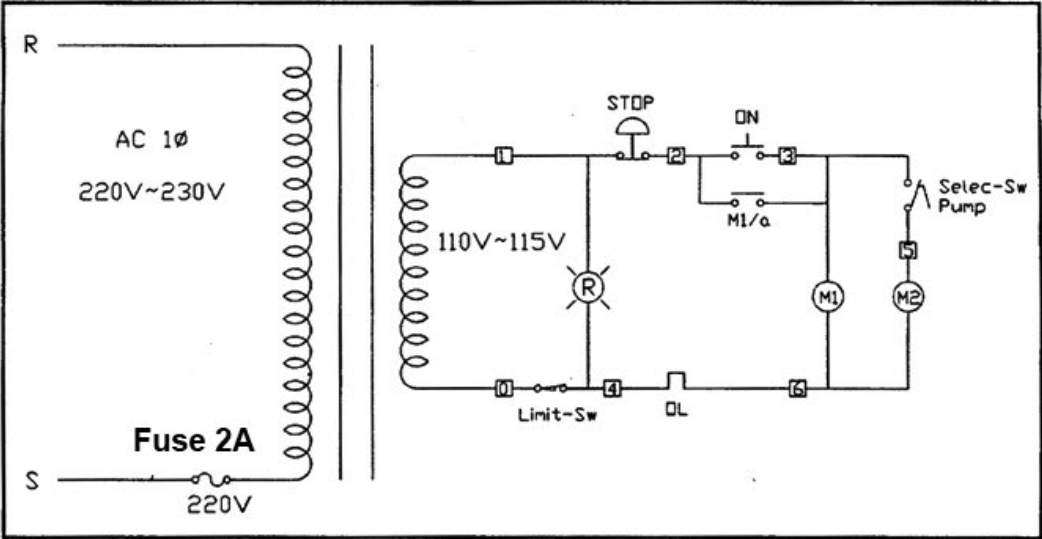 R
AC 1Ø
220V~230V
Fuse 2A
S
220V
STOP
ON
1
2
3
M1/a
Selec-Sw
Pump
110V~115V
5
R
M1
M2
0
4
6
Limit-Sw
OL